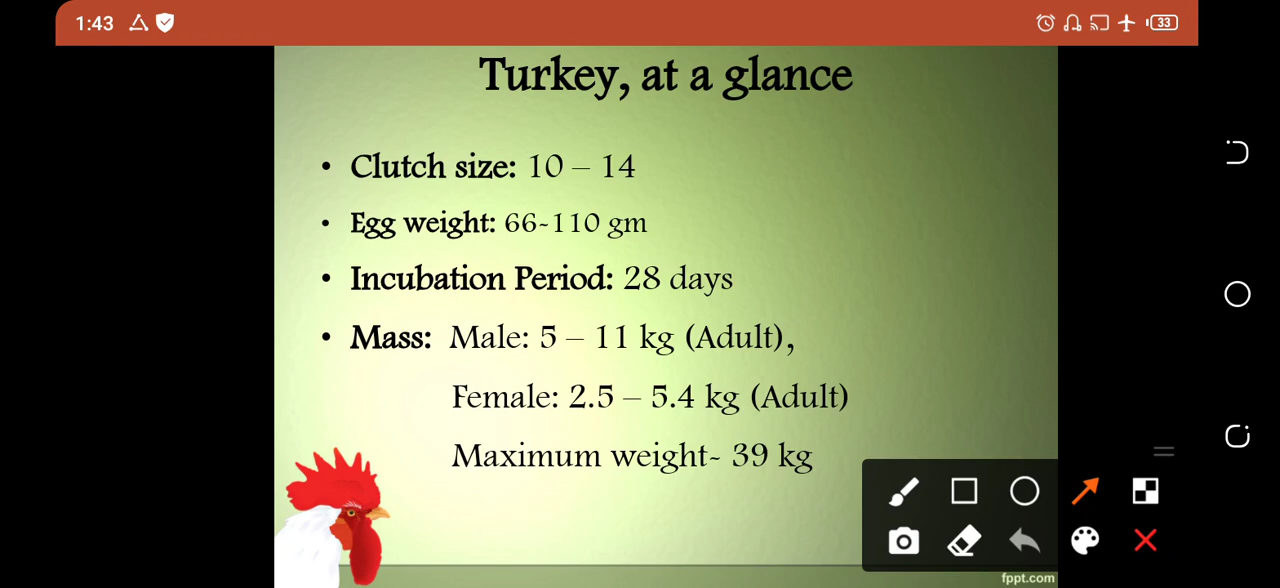 1:43
33
Turkey, at a glance
• Clutch size: 10 – 14
• Egg weight: 66-110 gm
• Incubation Period: 28 days
• Mass: Male: 5 – 11 kg (Adult),
Female: 2.5 – 5.4 kg (Adult)
Maximum weight- 39 kg
fppt.com